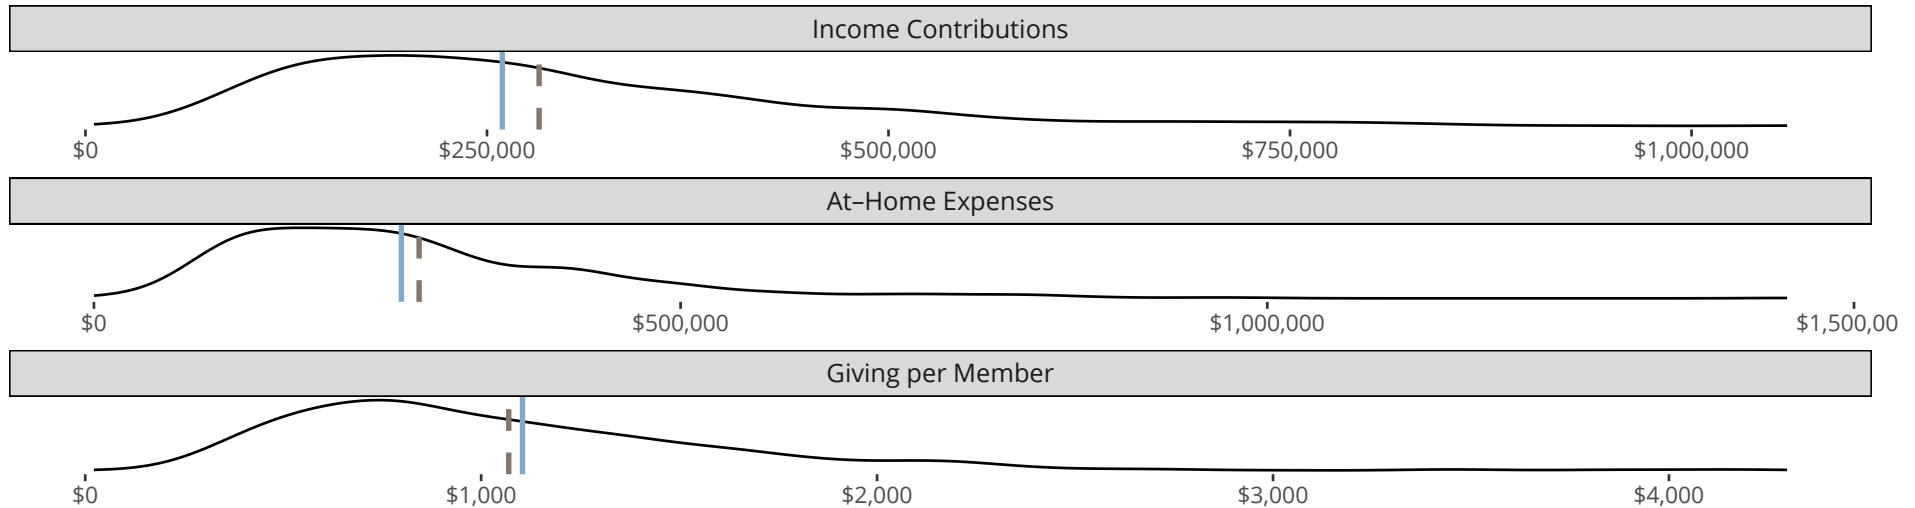 Income Contributions
$0 $250,000 $500,000 $750,000 $1,000,000
At–Home Expenses
$0 $500,000 $1,000,000 $1,500,00
Giving per Member
$0 $1,000 $2,000 $3,000 $4,000